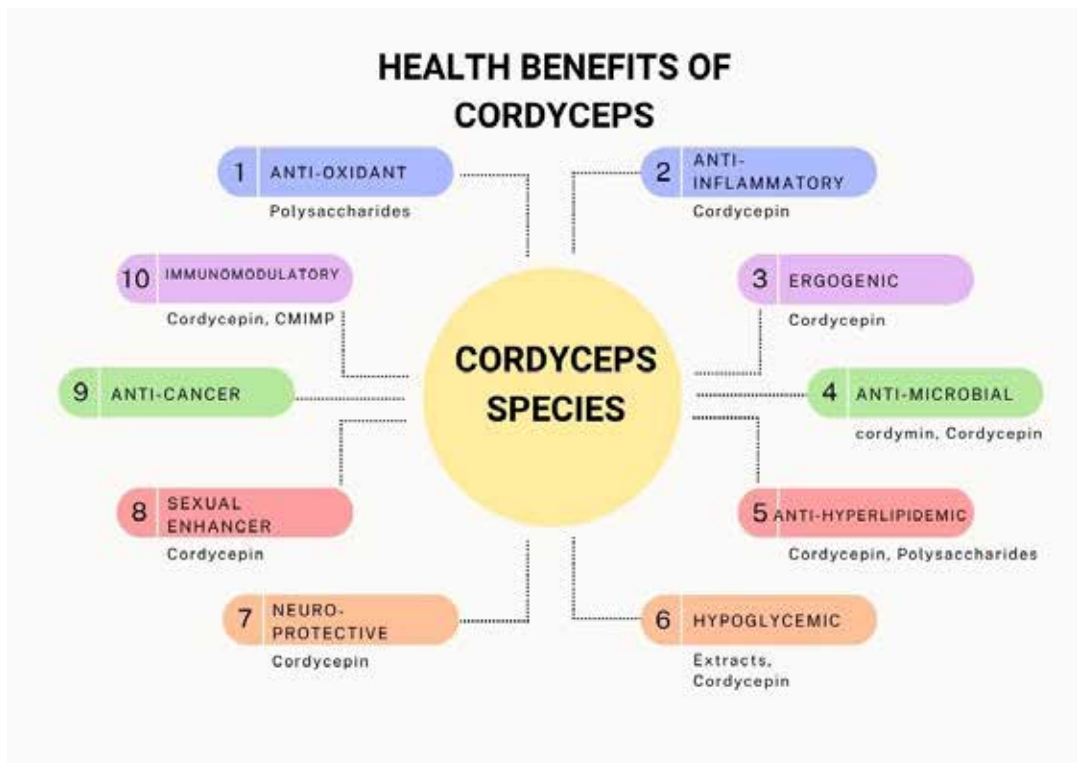 HEALTH BENEFITS OF
CORDYCEPS
1 ANTI-OXIDANT
Polysaccharides
2 ANTI-
INFLAMMATORY
Cordycepin
3 ERGOGENIC
Cordycepin
4 ANTI-MICROBIAL
cordymin, Cordycepin
5 ANTI-HYPERLIPIDEMIC
Cordycepin, Polysaccharides
6 HYPOGLYCEMIC
Extracts,
Cordycepin
7 NEURO-
PROTECTIVE
Cordycepin
8 SEXUAL
ENHANCER
Cordycepin
9 ANTI-CANCER
10 IMMUNOMODULATORY
Cordycepin, CMIMP
CORDYCEPS
SPECIES